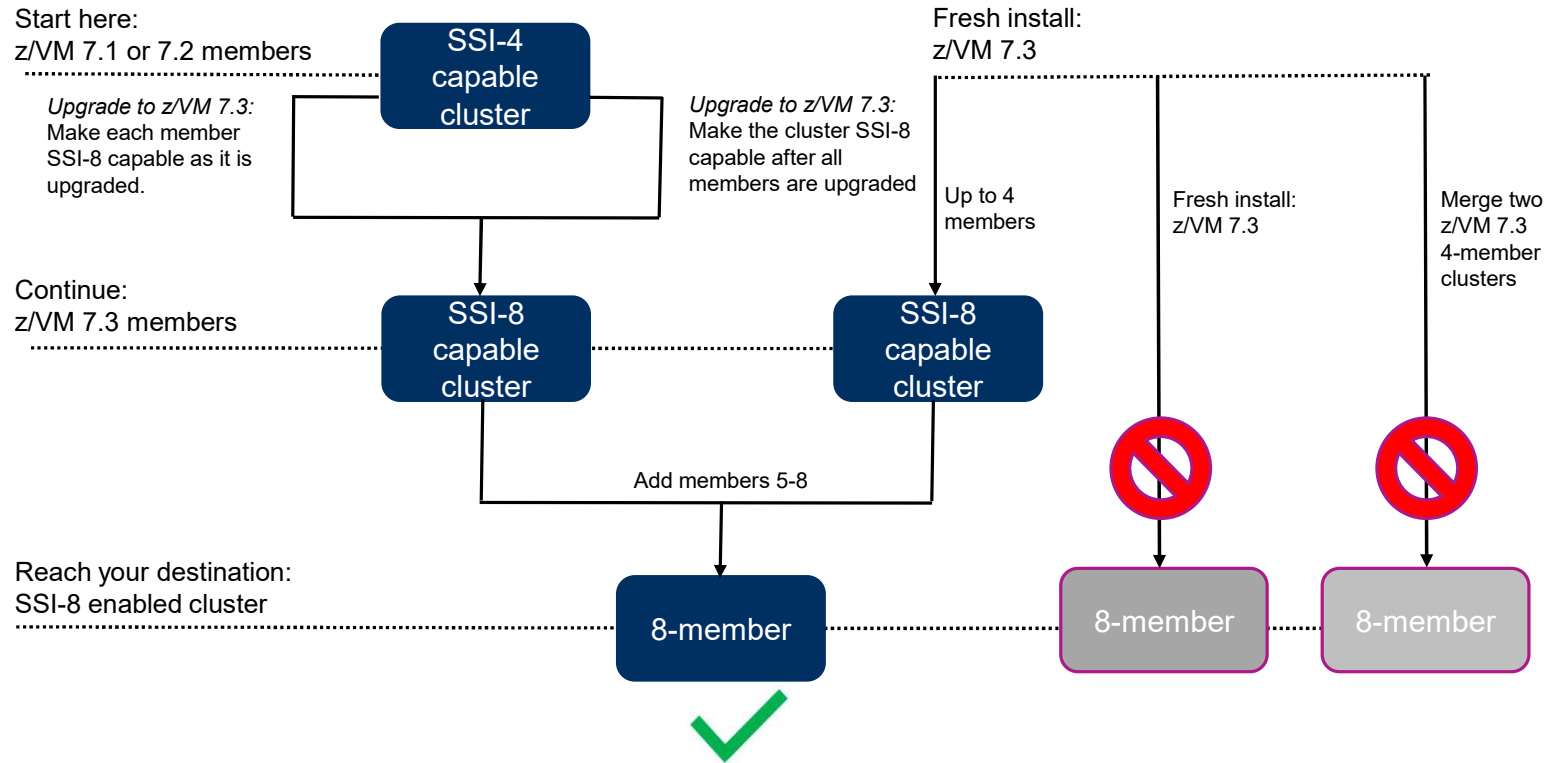 Start here:
z/VM 7.1 or 7.2 members
SSI-4
capable
cluster
Fresh install:
z/VM 7.3
Upgrade to z/VM 7.3:
Make each member
SSI-8 capable as it is
upgraded.
Upgrade to z/VM 7.3:
Make the cluster SSI-8
capable after all
members are upgraded
Up to 4
members
Fresh install:
z/VM 7.3
Merge two
z/VM 7.3
4-member
clusters
Continue:
z/VM 7.3 members
SSI-8
capable
cluster
SSI-8
capable
cluster
Add members 5-8
Reach your destination:
SSI-8 enabled cluster
8-member
8-member
8-member